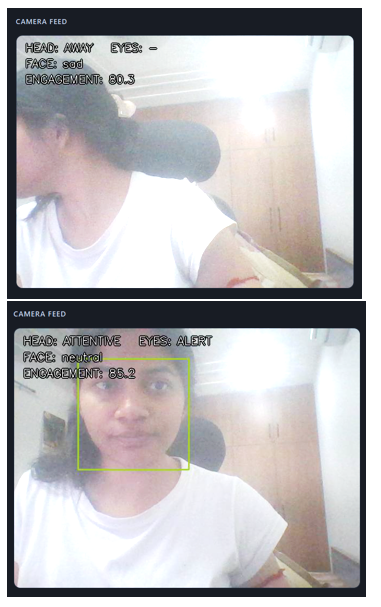 CAMERA FEED
HEAD: AWAY EYES: -
FACE: sad
ENGAGEMENT: 80.3
CAMERA FEED
HEAD: ATTENTIVE EYES: ALERT
FACE: neutral
ENGAGEMENT: 85.2